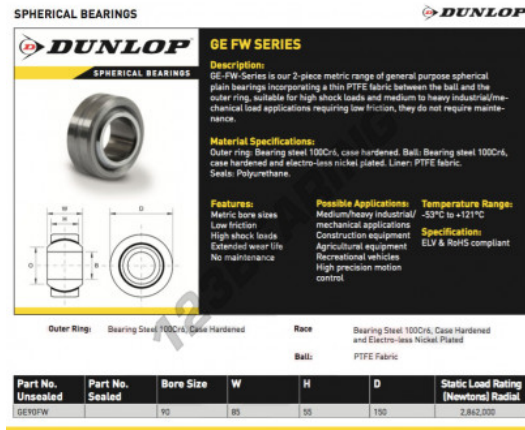 SPHERICAL BEARINGS
DUNLOP
DUNLOP
SPHERICAL BEARINGS
GE FW SERIES
Description:
GE-FW-Series is our 2-piece metric range of general purpose spherical
plain bearings incorporating a thin PTFE fabric between the ball and the
outer ring, suitable for high shock loads and medium to heavy industrial/me-
chanical load applications requiring low friction, they do not require mainte-
nance.
Material Specifications:
Outer ring: Bearing steel 100Cr6, case hardened. Ball: Bearing steel 100Cr6,
case hardened and electro-less nickel plated. Liner: PTFE fabric.
Seals: Polyurethane.
Features:
Metric bore sizes
Low friction
High shock loads
Extended wear life
No maintenance
Possible Applications:
Medium/heavy industrial/
mechanical applications
Construction equipment
Agricultural equipment
Recreational vehicles
High precision motion
control
Temperature Range:
-53°C to +121°C
Specification:
ELV & RoHS compliant
W
H
D
O
B
123BEARING
Outer Ring: Bearing Steel 100Cr6, Case Hardened
Race Bearing Steel 100Cr6, Case Hardened
and Electro-less Nickel Plated
Ball: PTFE Fabric
Part No. Unsealed Part No. Sealed Bore Size W H D Static Load Rating (Newtons) Radial
GE90FW 90 85 55 150 2,862,000